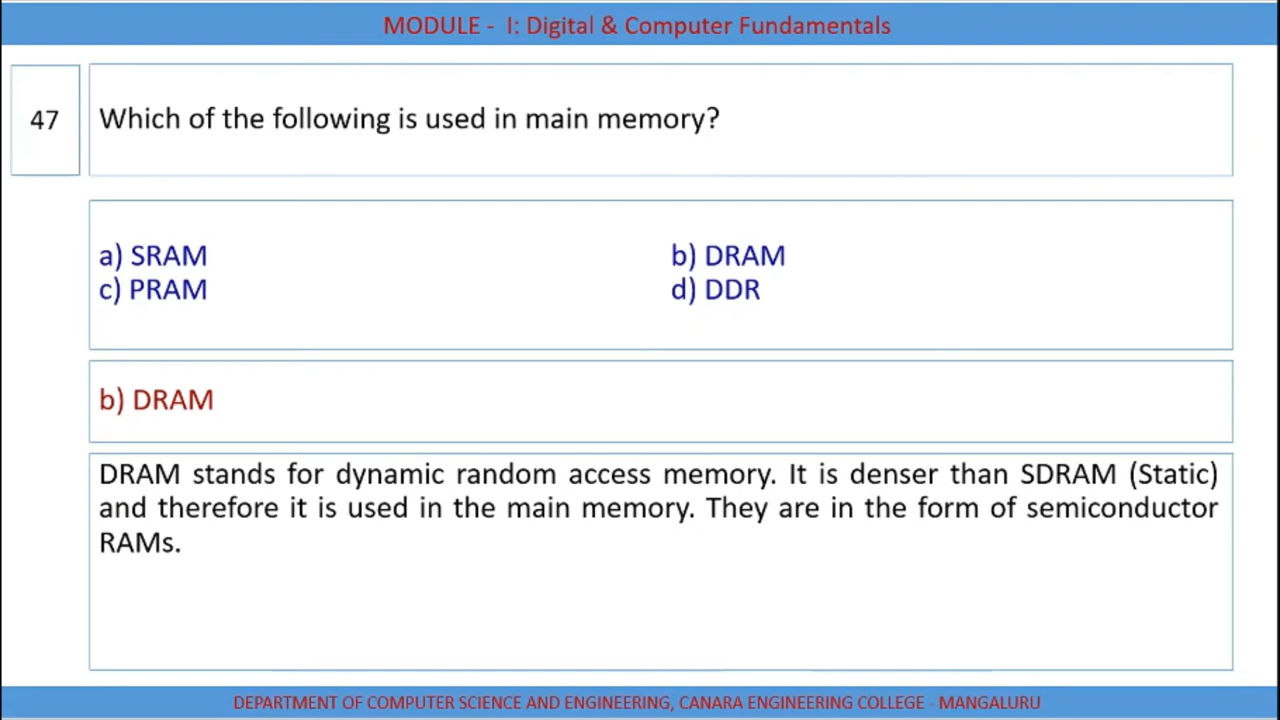 MODULE - I: Digital & Computer Fundamentals
47
Which of the following is used in main memory?
a) SRAM
b) DRAM
c) PRAM
d) DDR
b) DRAM
DRAM stands for dynamic random access memory. It is denser than SDRAM (Static)
and therefore it is used in the main memory. They are in the form of semiconductor
RAMs.
DEPARTMENT OF COMPUTER SCIENCE AND ENGINEERING, CANARA ENGINEERING COLLEGE - MANGALURU